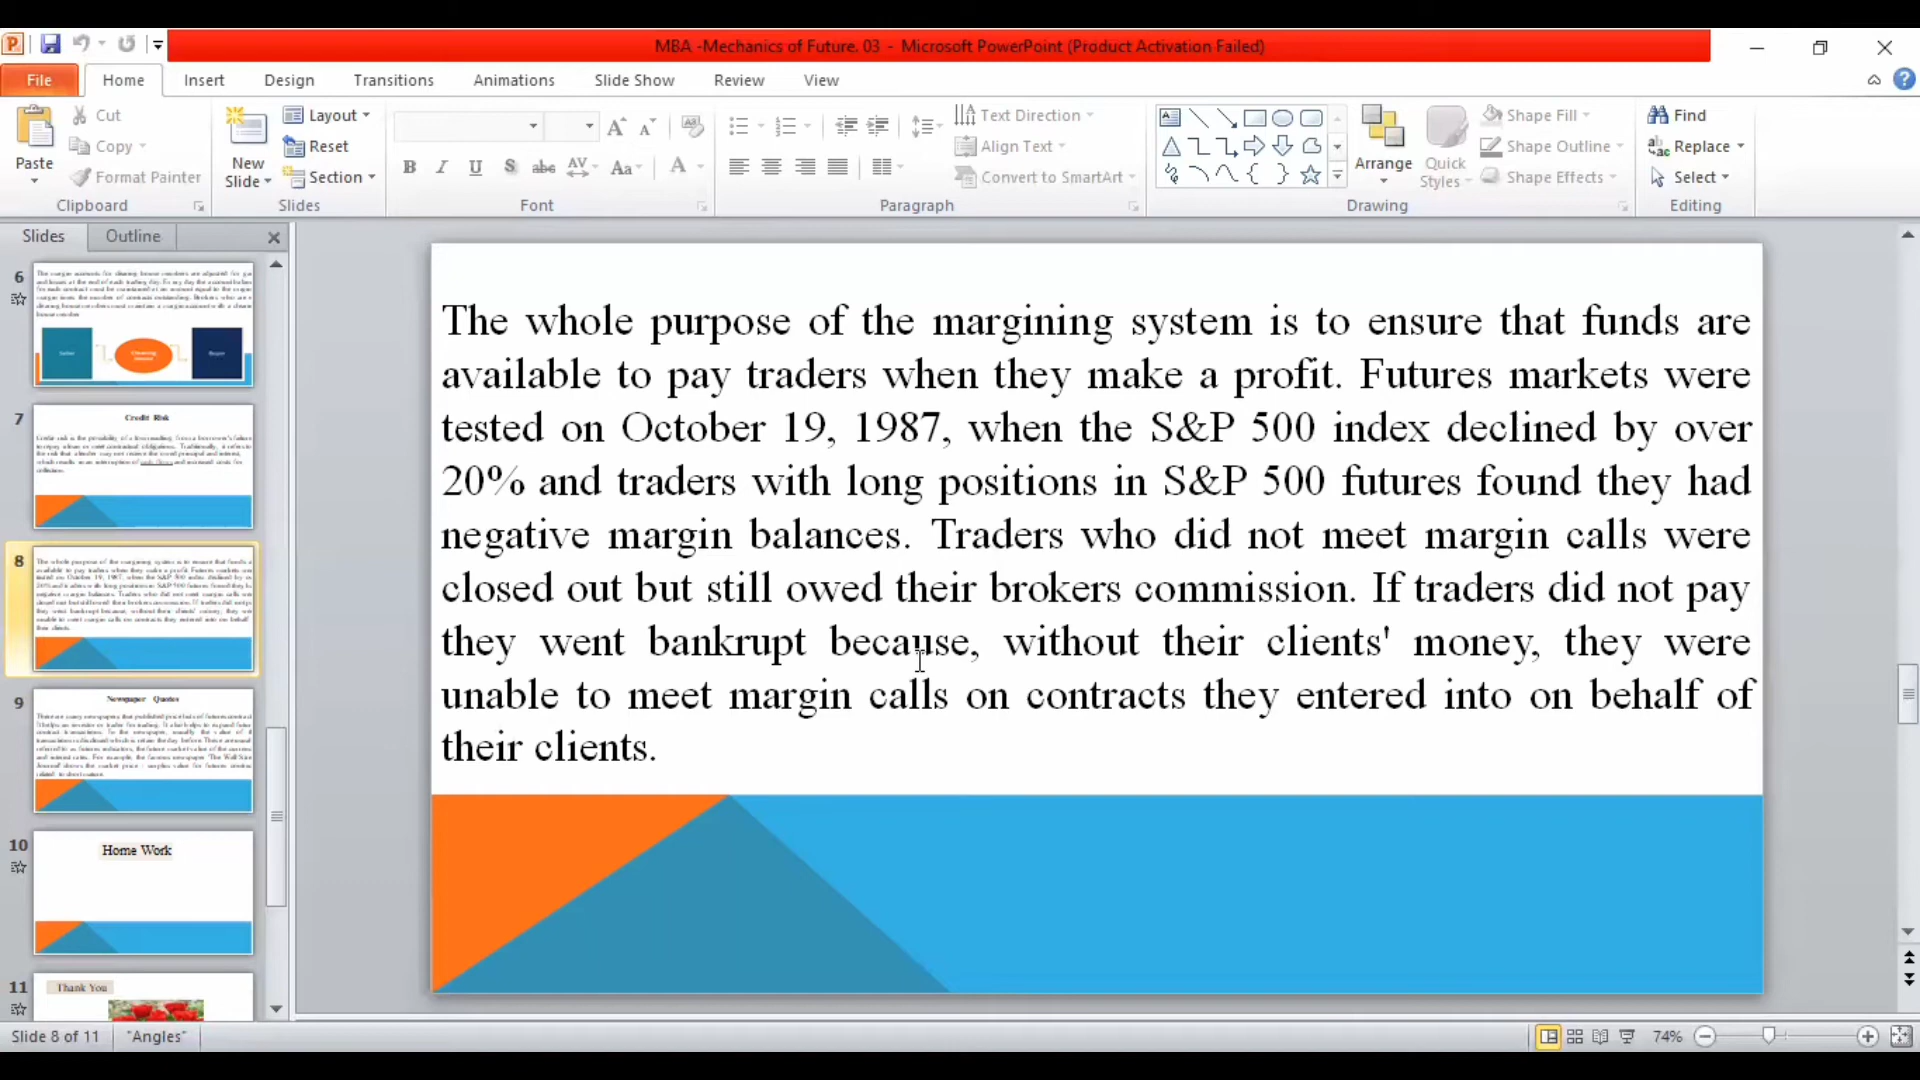 MBA -Mechanics of Future. 03 - Microsoft PowerPoint (Product Activation Failed)
File Home Insert Design Transitions Animations Slide Show Review View
Cut
Copy
Format Painter
Paste
Clipboard
New Slide
Layout
Reset
Section
Slides
Font
Text Direction
Align Text
Convert to SmartArt
Paragraph
Arrange
Quick Styles
Shape Fill
Shape Outline
Shape Effects
Drawing
Find
Replace
Select
Editing
Slides Outline
6
7
Credit Risk
8
9
Newspaper Quotes
10
Home Work
11
Thank You
The whole purpose of the margining system is to ensure that funds are
available to pay traders when they make a profit. Futures markets were
tested on October 19, 1987, when the S&P 500 index declined by over
20% and traders with long positions in S&P 500 futures found they had
negative margin balances. Traders who did not meet margin calls were
closed out but still owed their brokers commission. If traders did not pay
they went bankrupt because, without their clients' money, they were
unable to meet margin calls on contracts they entered into on behalf of
their clients.
Slide 8 of 11 "Angles" 74%